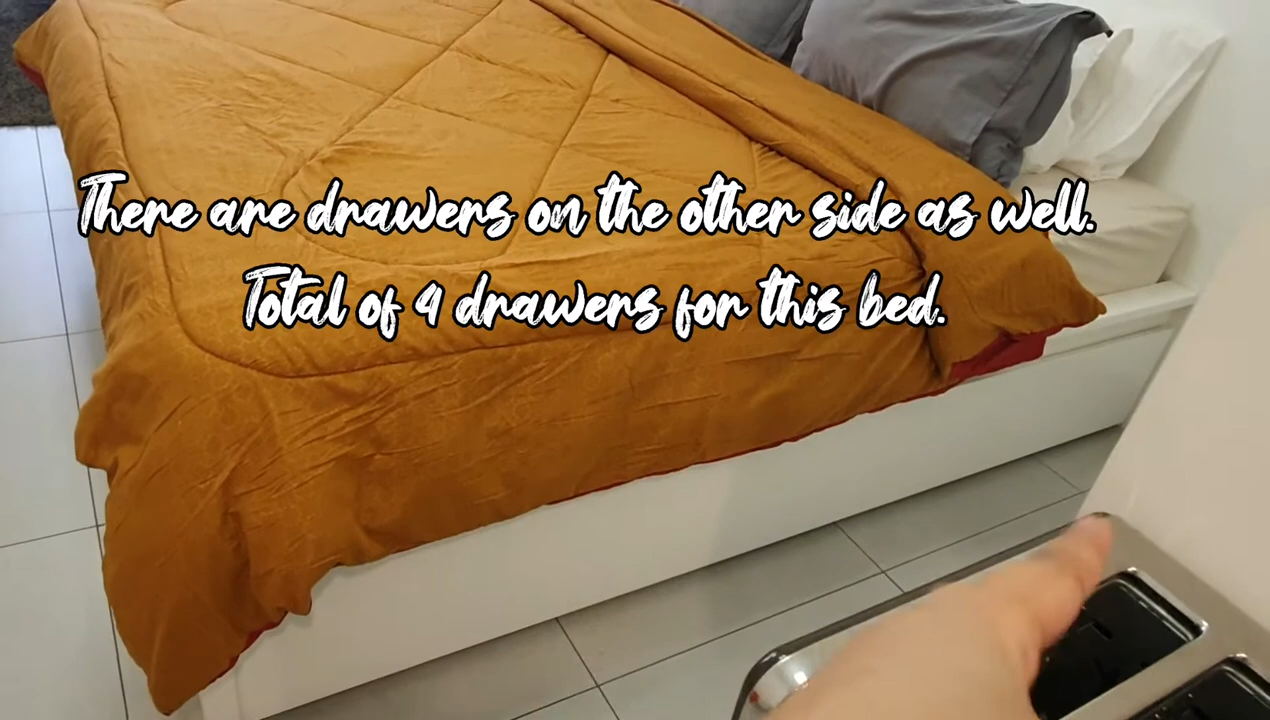 There are drawers on the other side as well.
Total of 4 drawers for this bed.